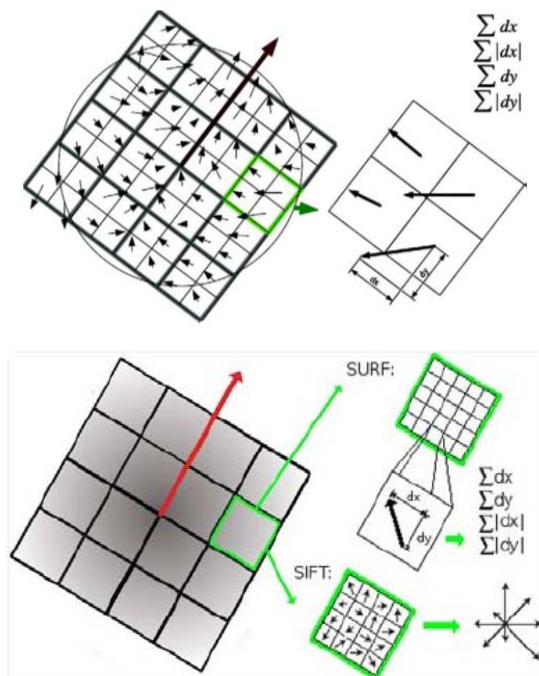 ∑ dx
∑ |dx|
∑ dy
∑ |dy|
dx
dy
SURF:
dx
dy
∑dx
∑dy
∑|dx|
∑|dy|
SIFT: